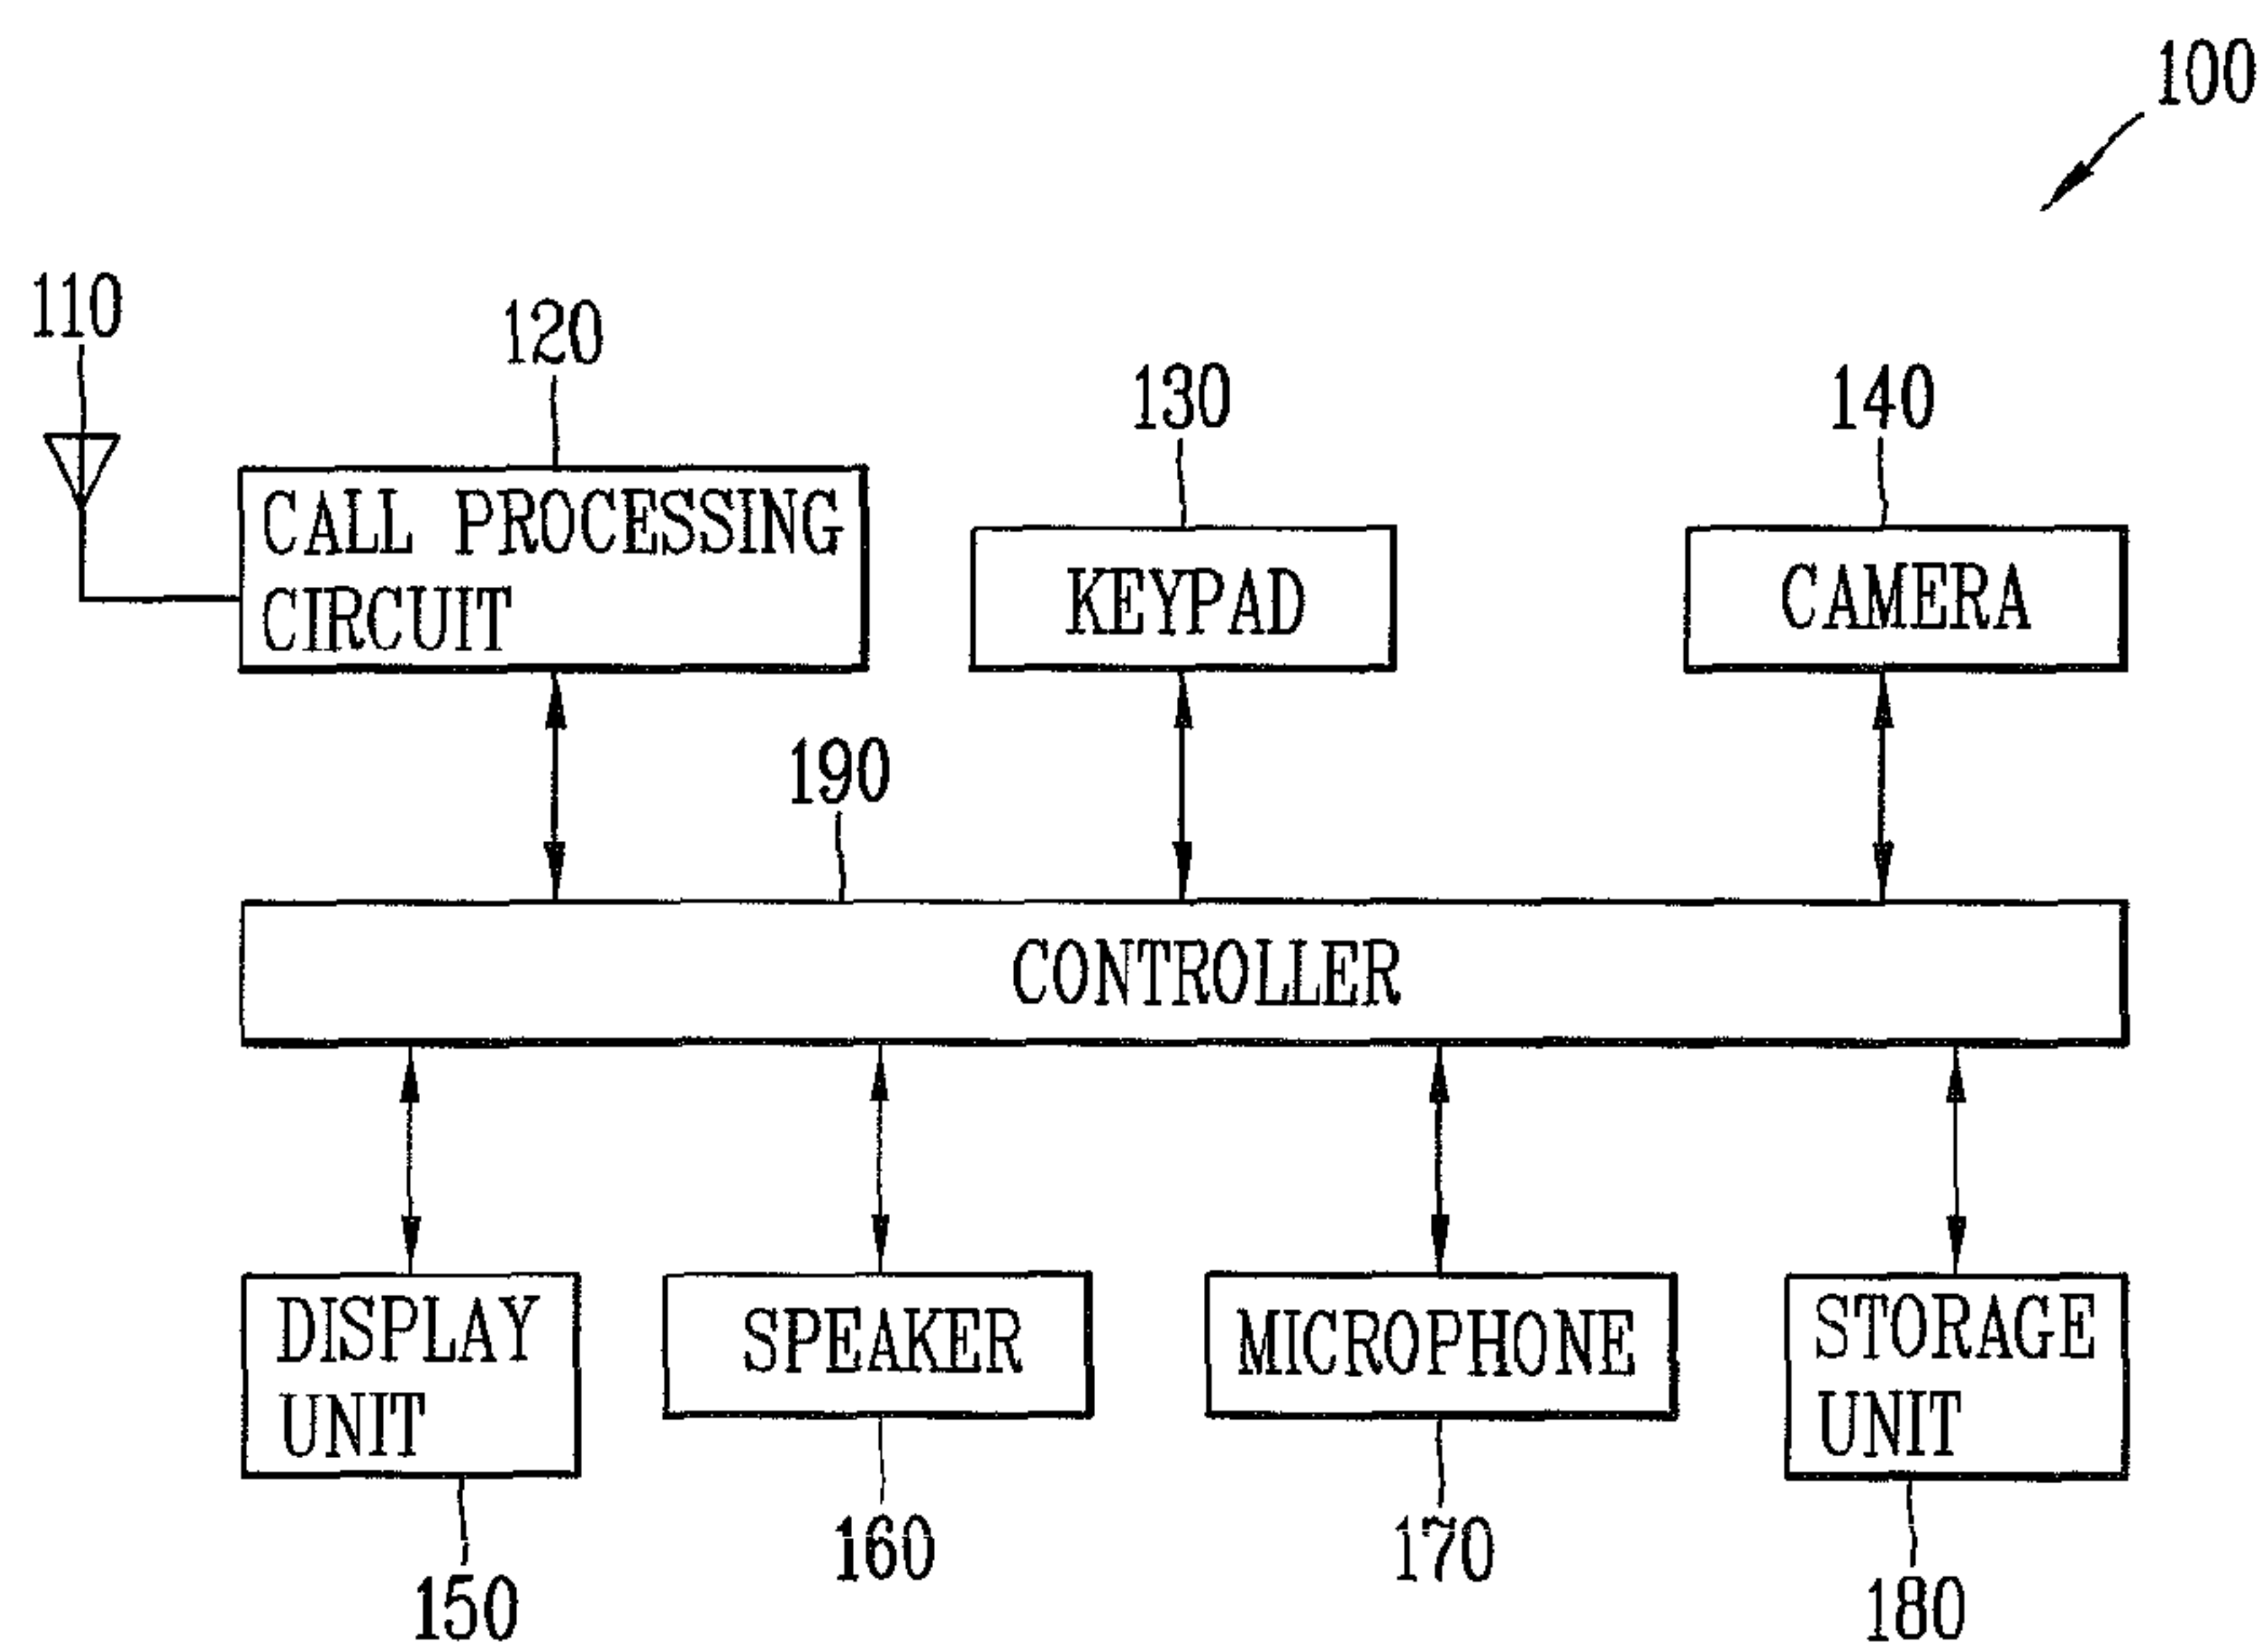 100
110
120
130
140
CALL PROCESSING
CIRCUIT
KEYPAD
CAMERA
190
CONTROLLER
DISPLAY
UNIT
SPEAKER
MICROPHONE
STORAGE
UNIT
150
160
170
180